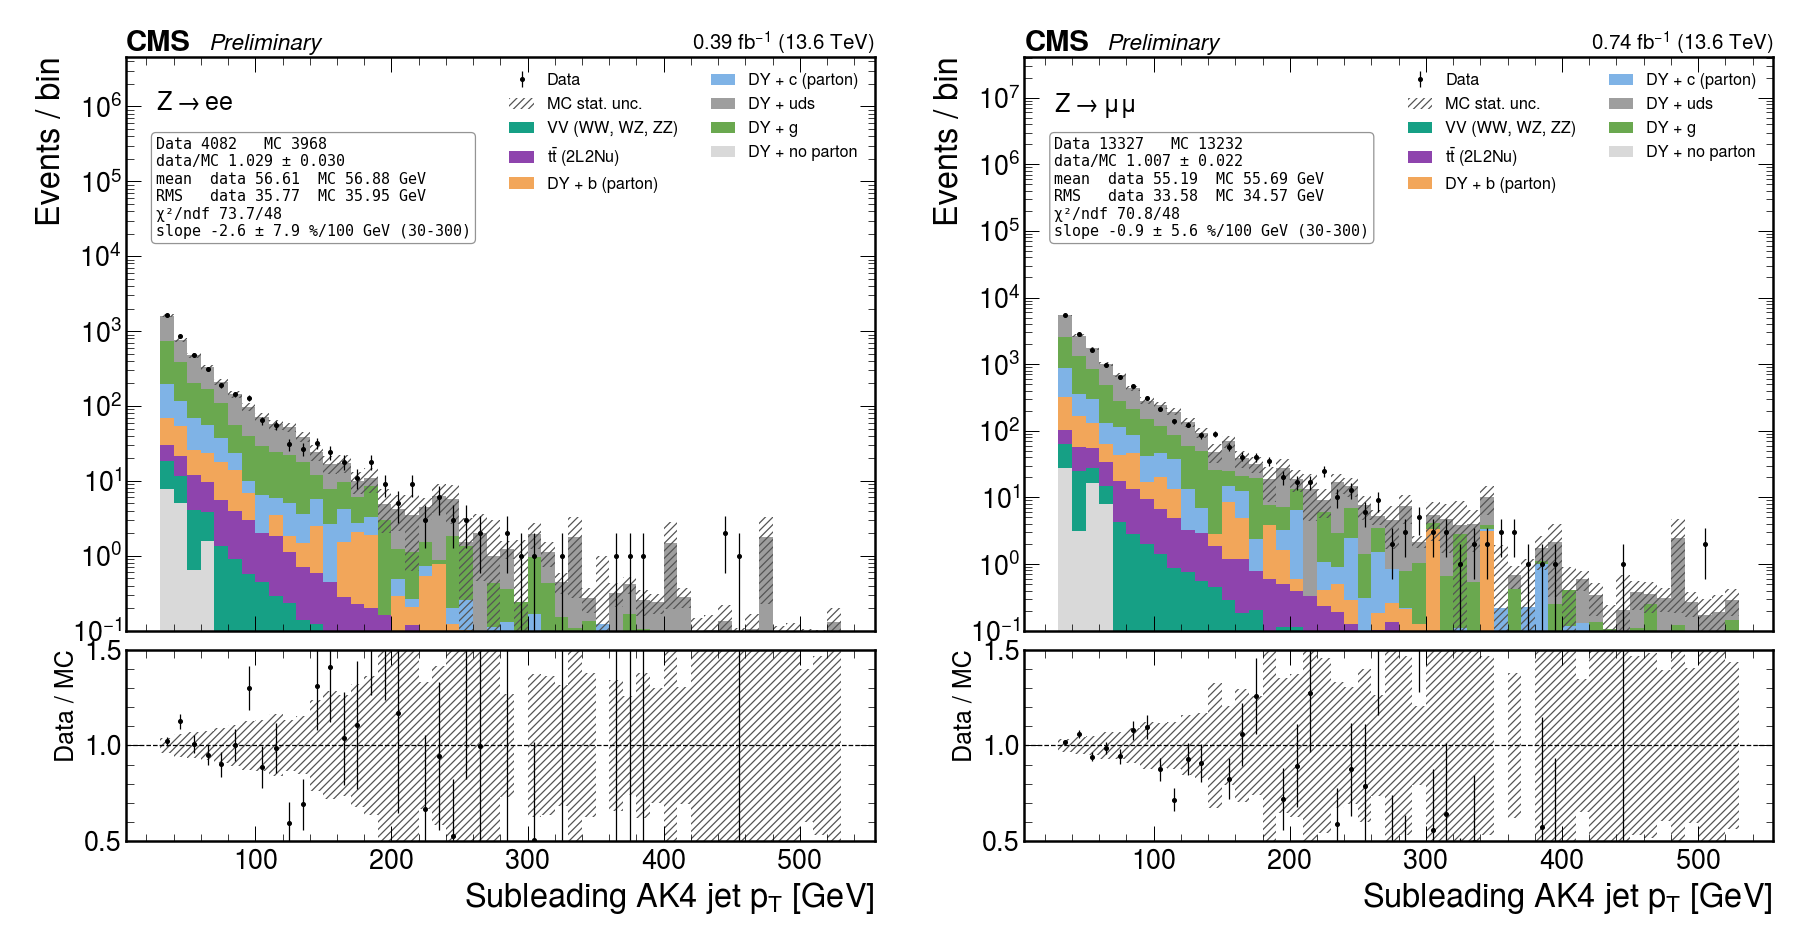 CMS Preliminary 0.39 fb⁻¹ (13.6 TeV)
Events / bin
Z → ee
Data
MC stat. unc.
VV (WW, WZ, ZZ)
tt̄ (2L2Nu)
DY + b (parton)
DY + c (parton)
DY + uds
DY + g
DY + no parton
Data 4082   MC 3968
data/MC 1.029 ± 0.030
mean  data 56.61  MC 56.88 GeV
RMS   data 35.77  MC 35.95 GeV
χ²/ndf 73.7/48
slope -2.6 ± 7.9 %/100 GeV (30-300)
10⁶
10⁵
10⁴
10³
10²
10¹
10⁰
10⁻¹
Data / MC
1.5
1.0
0.5
100 200 300 400 500
Subleading AK4 jet p_T [GeV]
CMS Preliminary 0.74 fb⁻¹ (13.6 TeV)
Events / bin
Z → μμ
Data
MC stat. unc.
VV (WW, WZ, ZZ)
tt̄ (2L2Nu)
DY + b (parton)
DY + c (parton)
DY + uds
DY + g
DY + no parton
Data 13327   MC 13232
data/MC 1.007 ± 0.022
mean  data 55.19  MC 55.69 GeV
RMS   data 33.58  MC 34.57 GeV
χ²/ndf 70.8/48
slope -0.9 ± 5.6 %/100 GeV (30-300)
10⁷
10⁶
10⁵
10⁴
10³
10²
10¹
10⁰
10⁻¹
Data / MC
1.5
1.0
0.5
100 200 300 400 500
Subleading AK4 jet p_T [GeV]